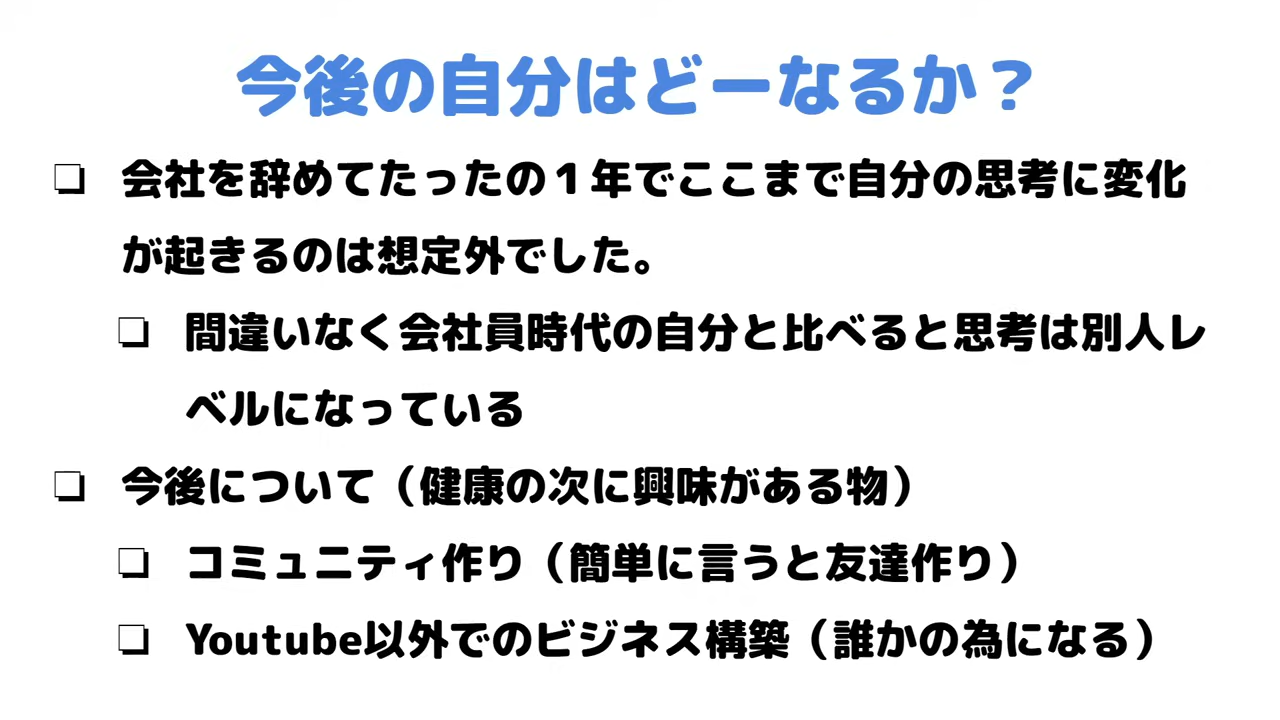 今後の自分はどーなるか？
❏ 会社を辞めてたったの１年でここまで自分の思考に変化
が起きるのは想定外でした。
❏ 間違いなく会社員時代の自分と比べると思考は別人レ
ベルになっている
❏ 今後について（健康の次に興味がある物）
❏ コミュニティ作り（簡単に言うと友達作り）
❏ Youtube以外でのビジネス構築（誰かの為になる）